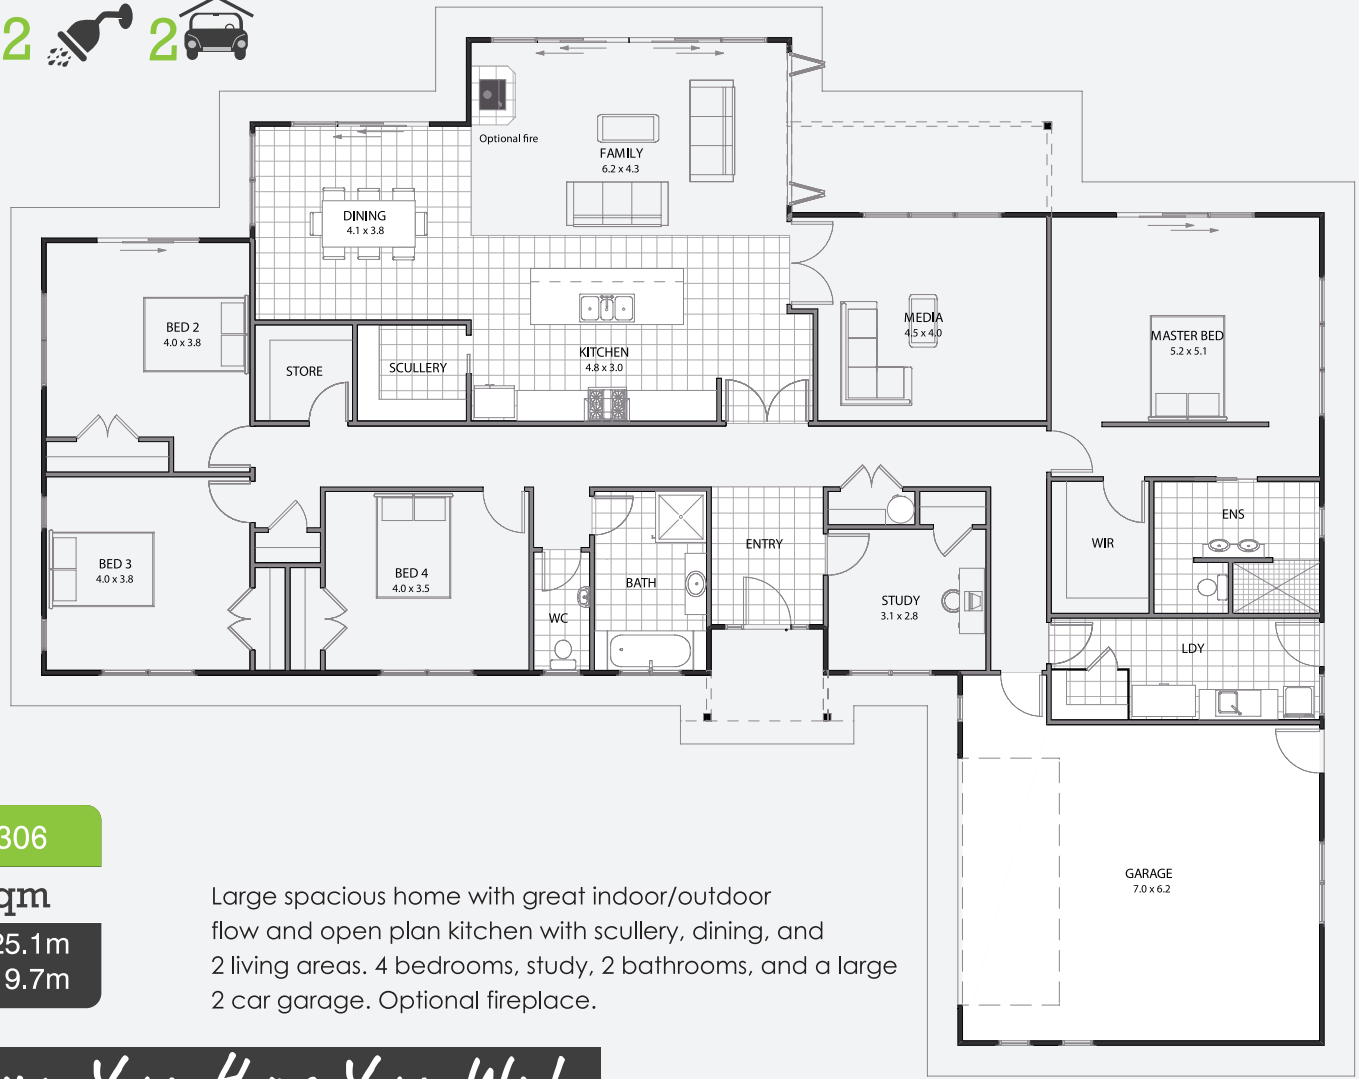 2 2
Optional fire
FAMILY
6.2 x 4.3
DINING
4.1 x 3.8
BED 2
4.0 x 3.8
STORE
SCULLERY
KITCHEN
4.8 x 3.0
MEDIA
4.5 x 4.0
MASTER BED
5.2 x 5.1
BED 3
4.0 x 3.8
BED 4
4.0 x 3.5
WC
BATH
ENTRY
STUDY
3.1 x 2.8
WIR
ENS
LDY
GARAGE
7.0 x 6.2
306
qm
25.1m
9.7m
Large spacious home with great indoor/outdoor
flow and open plan kitchen with scullery, dining, and
2 living areas. 4 bedrooms, study, 2 bathrooms, and a large
2 car garage. Optional fireplace.
Your Home Your Way